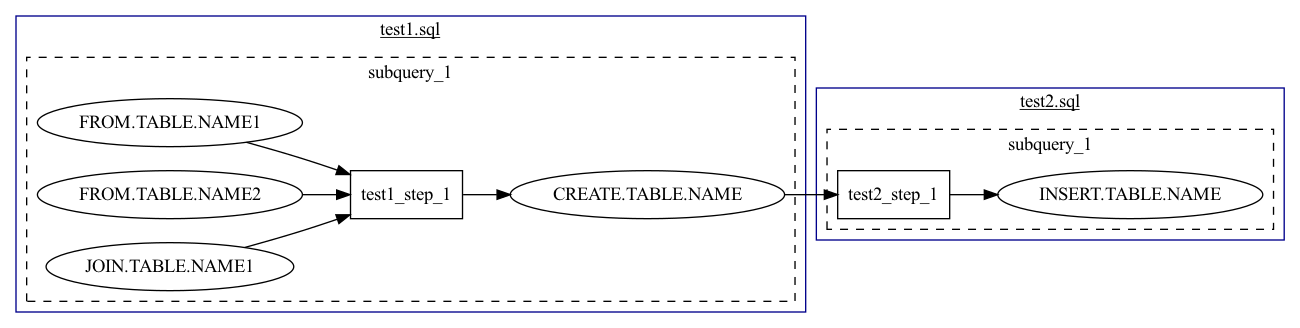 test1.sql
subquery_1
FROM.TABLE.NAME1
FROM.TABLE.NAME2
JOIN.TABLE.NAME1
test1_step_1
CREATE.TABLE.NAME
test2.sql
subquery_1
test2_step_1
INSERT.TABLE.NAME